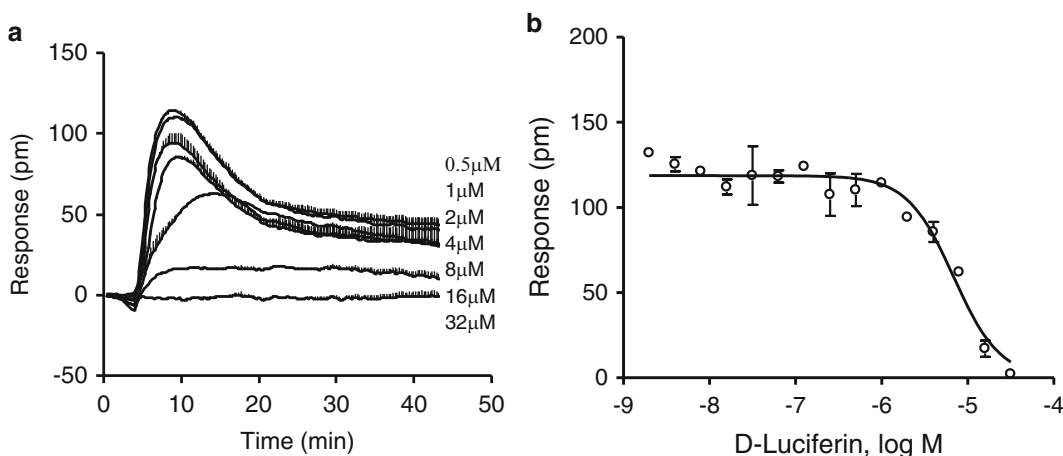 a
150
100
50
0
-50
Response (pm)
0 10 20 30 40 50
Time (min)
0.5μM
1μM
2μM
4μM
8μM
16μM
32μM
b
200
150
100
50
0
Response (pm)
-9 -8 -7 -6 -5 -4
D-Luciferin, log M